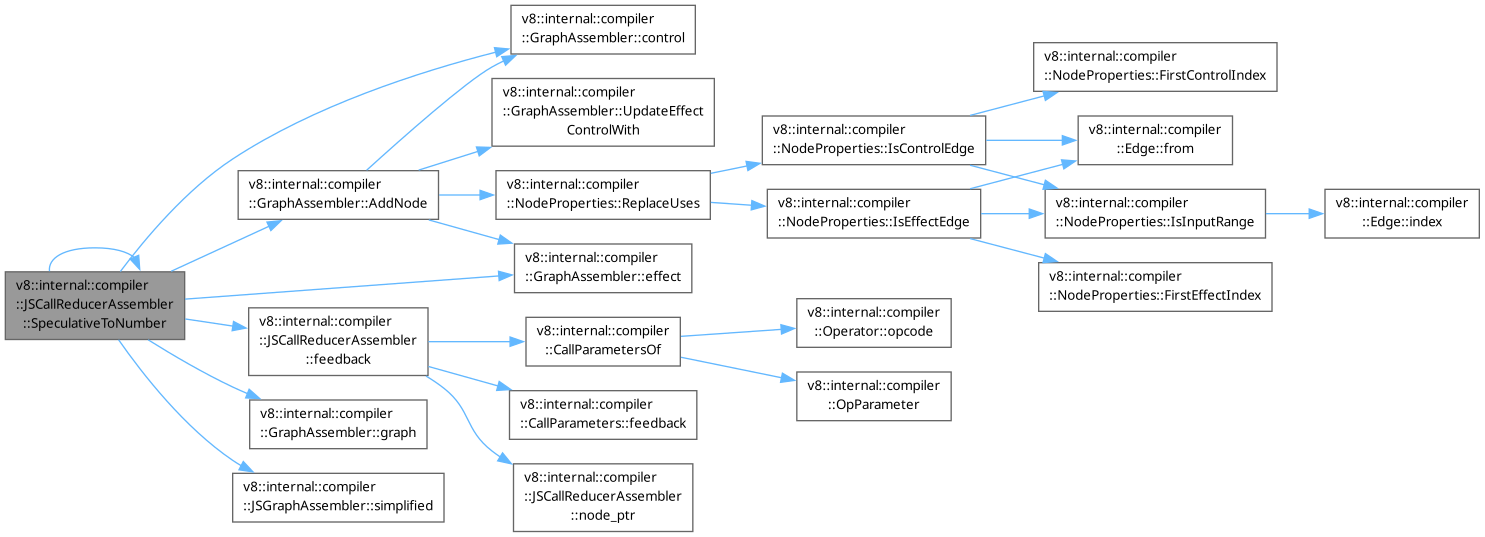 v8::internal::compiler
::JSCallReducerAssembler
::SpeculativeToNumber
v8::internal::compiler
::GraphAssembler::control
v8::internal::compiler
::GraphAssembler::UpdateEffect
ControlWith
v8::internal::compiler
::GraphAssembler::AddNode
v8::internal::compiler
::NodeProperties::ReplaceUses
v8::internal::compiler
::GraphAssembler::effect
v8::internal::compiler
::NodeProperties::IsControlEdge
v8::internal::compiler
::NodeProperties::IsEffectEdge
v8::internal::compiler
::NodeProperties::FirstControlIndex
v8::internal::compiler
::Edge::from
v8::internal::compiler
::NodeProperties::IsInputRange
v8::internal::compiler
::Edge::index
v8::internal::compiler
::NodeProperties::FirstEffectIndex
v8::internal::compiler
::JSCallReducerAssembler
::feedback
v8::internal::compiler
::CallParametersOf
v8::internal::compiler
::Operator::opcode
v8::internal::compiler
::OpParameter
v8::internal::compiler
::CallParameters::feedback
v8::internal::compiler
::JSCallReducerAssembler
::node_ptr
v8::internal::compiler
::GraphAssembler::graph
v8::internal::compiler
::JSGraphAssembler::simplified